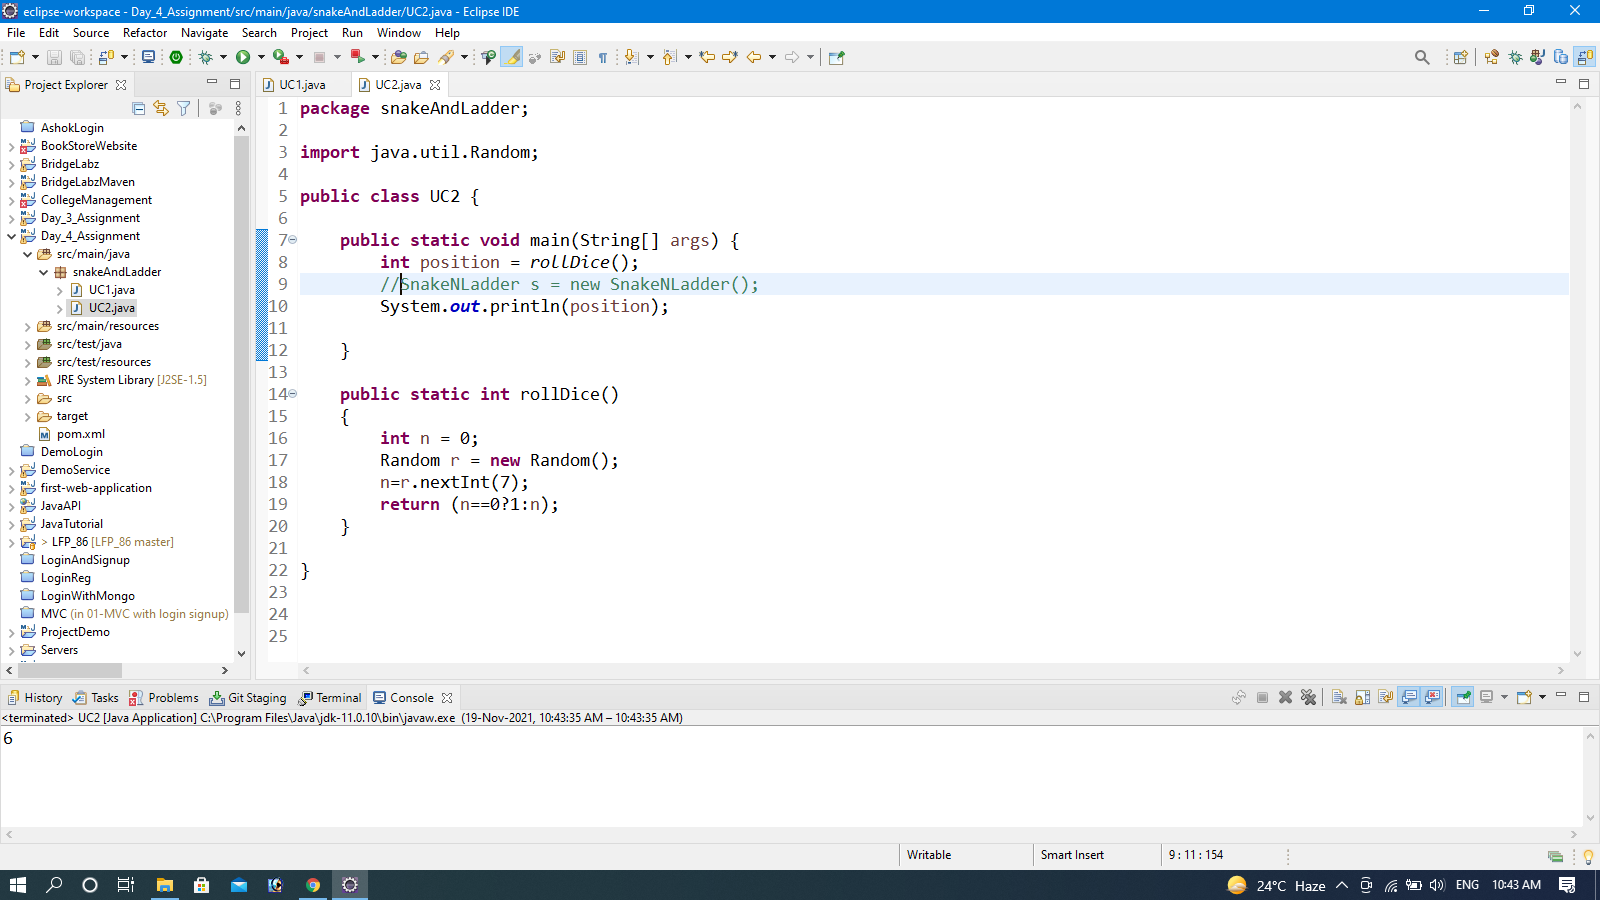 eclipse-workspace - Day_4_Assignment/src/main/java/snakeAndLadder/UC2.java - Eclipse IDE
File Edit Source Refactor Navigate Search Project Run Window Help
Project Explorer
UC1.java
UC2.java
AshokLogin
BookStoreWebsite
BridgeLabz
BridgeLabzMaven
CollegeManagement
Day_3_Assignment
Day_4_Assignment
src/main/java
snakeAndLadder
UC1.java
UC2.java
src/main/resources
src/test/java
src/test/resources
JRE System Library [J2SE-1.5]
src
target
pom.xml
DemoLogin
DemoService
first-web-application
JavaAPI
JavaTutorial
> LFP_86 [LFP_86 master]
LoginAndSignup
LoginReg
LoginWithMongo
MVC (in 01-MVC with login signup)
ProjectDemo
Servers
1 package snakeAndLadder;
2
3 import java.util.Random;
4
5 public class UC2 {
6
7 public static void main(String[] args) {
8 int position = rollDice();
9 //SnakeNLadder s = new SnakeNLadder();
10 System.out.println(position);
11
12 }
13
14 public static int rollDice()
15 {
16 int n = 0;
17 Random r = new Random();
18 n=r.nextInt(7);
19 return (n==0?1:n);
20 }
21
22 }
23
24
25
History Tasks Problems Git Staging Terminal Console
<terminated> UC2 [Java Application] C:\Program Files\Java\jdk-11.0.10\bin\javaw.exe (19-Nov-2021, 10:43:35 AM – 10:43:35 AM)
6
Writable Smart Insert 9 : 11 : 154
24°C Haze ENG 10:43 AM